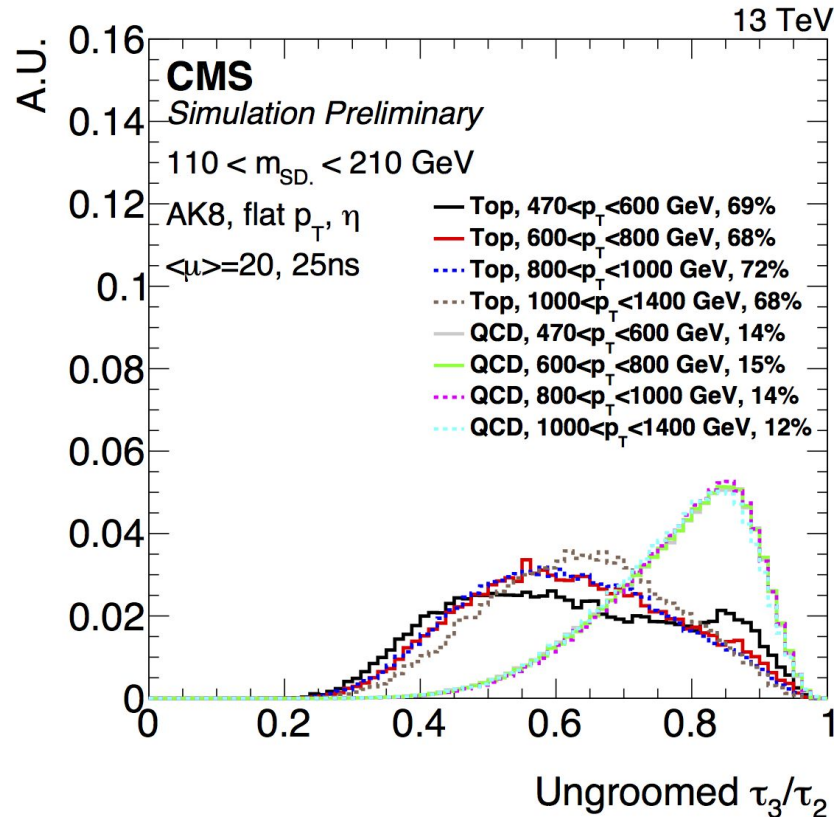 13 TeV
A.U.
0.16
0.14
0.12
0.1
0.08
0.06
0.04
0.02
0
CMS
Simulation Preliminary
110 < m_SD. < 210 GeV
AK8, flat p_T, η
<μ>=20, 25ns
Top, 470<p_T<600 GeV, 69%
Top, 600<p_T<800 GeV, 68%
Top, 800<p_T<1000 GeV, 72%
Top, 1000<p_T<1400 GeV, 68%
QCD, 470<p_T<600 GeV, 14%
QCD, 600<p_T<800 GeV, 15%
QCD, 800<p_T<1000 GeV, 14%
QCD, 1000<p_T<1400 GeV, 12%
0 0.2 0.4 0.6 0.8 1
Ungroomed τ_3/τ_2